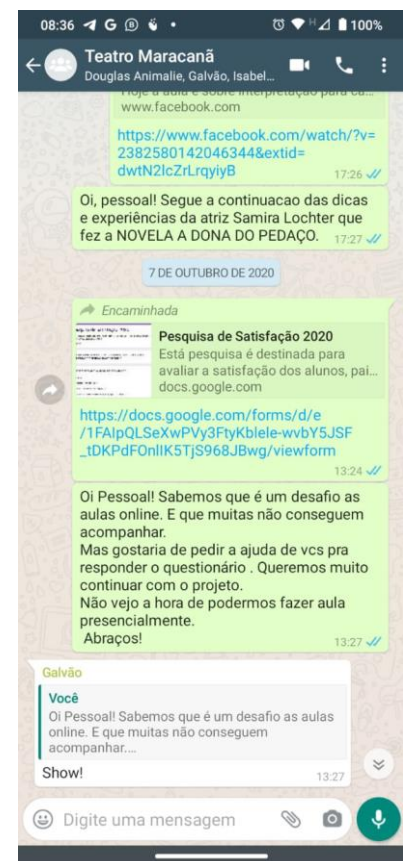 08:36
100%
Teatro Maracanã
Douglas Animalie, Galvão, Isabel...
www.facebook.com
https://www.facebook.com/watch/?v=
2382580142046344&extid=
dwtN2lcZrLrqyiyB
17:26
Oi, pessoal! Segue a continuacao das dicas
e experiências da atriz Samira Lochter que
fez a NOVELA A DONA DO PEDAÇO.
17:27
7 DE OUTUBRO DE 2020
Encaminhada
Pesquisa de Satisfação 2020
Está pesquisa é destinada para
avaliar a satisfação dos alunos, pai...
docs.google.com
https://docs.google.com/forms/d/e
/1FAIpQLSeXwPVy3FtyKblele-wvbY5JSF
_tDKPdFOnlIK5TjS968JBwg/viewform
13:24
Oi Pessoal! Sabemos que é um desafio as
aulas online. E que muitas não conseguem
acompanhar.
Mas gostaria de pedir a ajuda de vcs pra
responder o questionário . Queremos muito
continuar com o projeto.
Não vejo a hora de podermos fazer aula
presencialmente.
Abraços!
13:27
Galvão
Você
Oi Pessoal! Sabemos que é um desafio as aulas
online. E que muitas não conseguem
acompanhar....
Show!
13:27
Digite uma mensagem